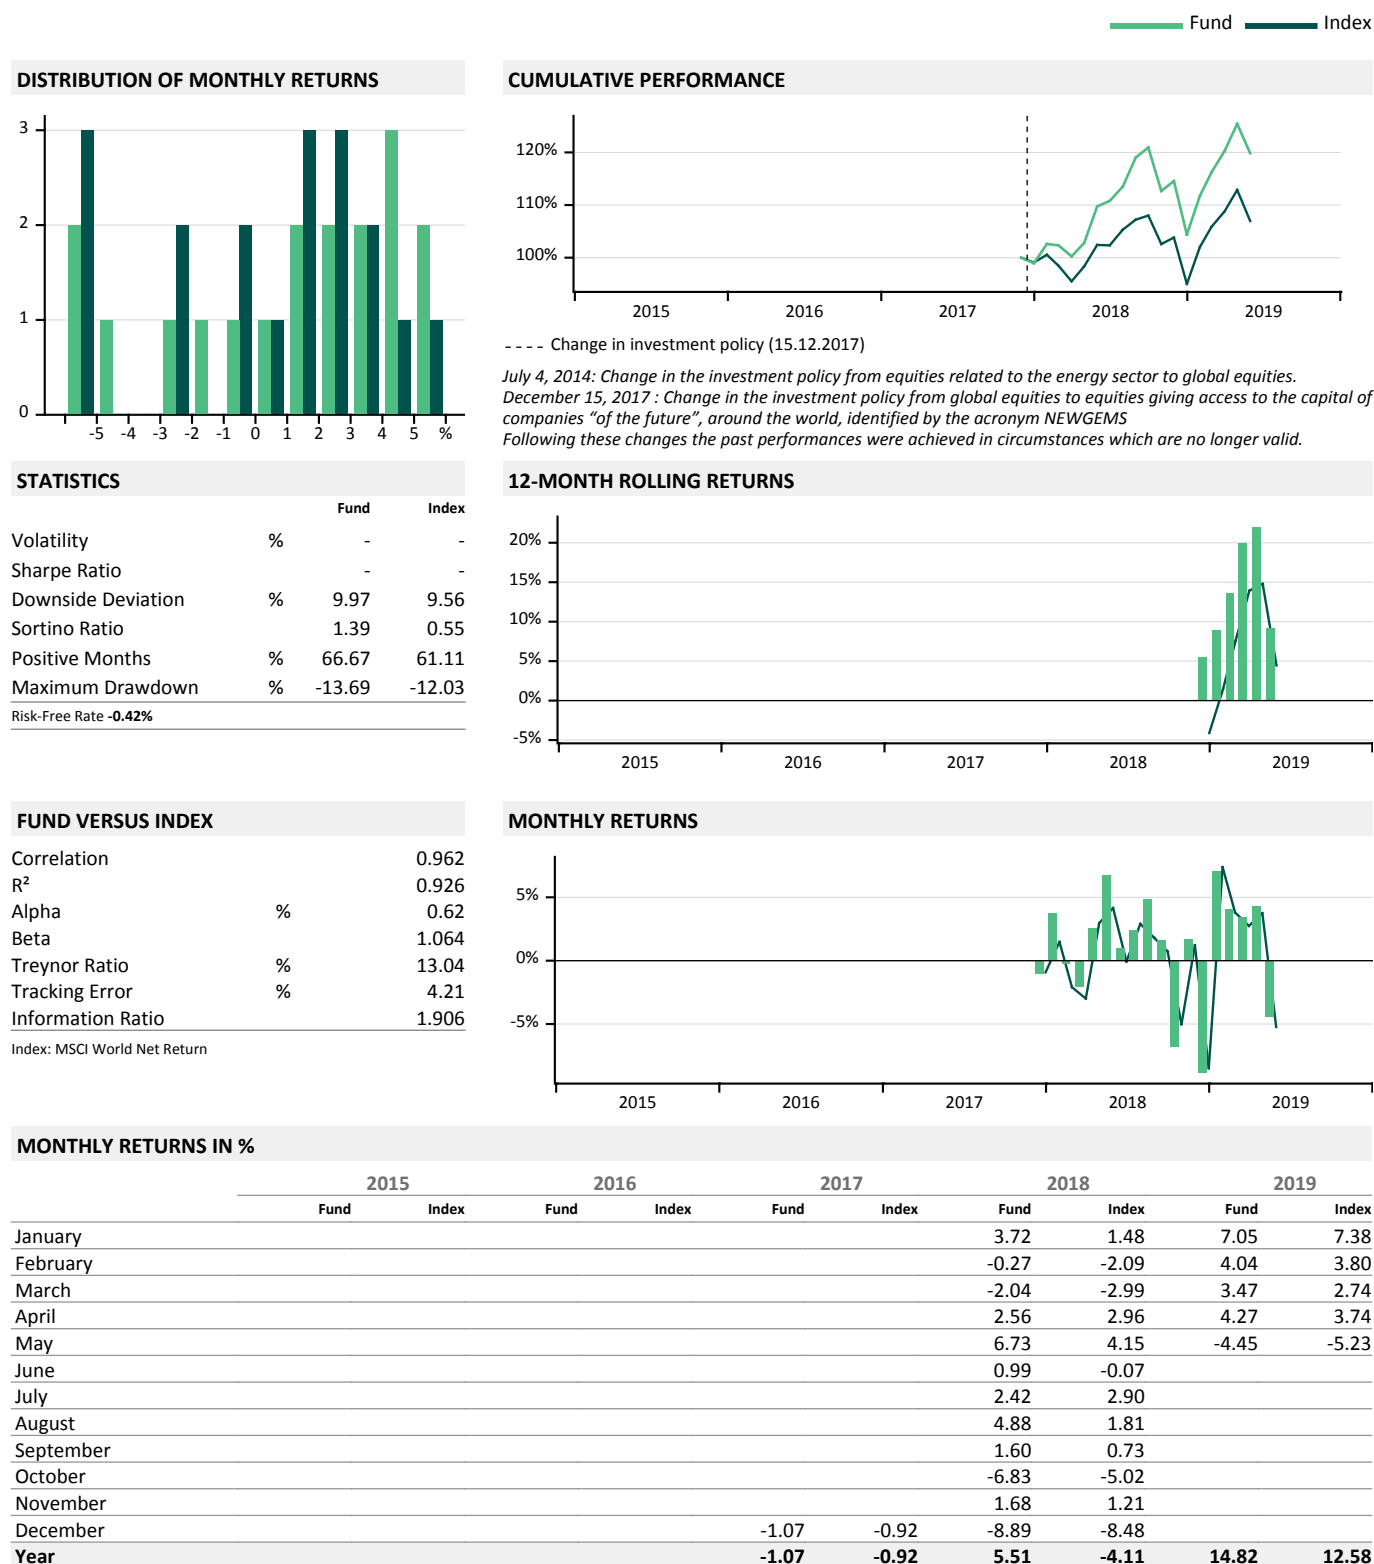 Fund Index
DISTRIBUTION OF MONTHLY RETURNS
3
2
1
0
-5 -4 -3 -2 -1 0 1 2 3 4 5 %
CUMULATIVE PERFORMANCE
120%
110%
100%
2015 2016 2017 2018 2019
---- Change in investment policy (15.12.2017)
July 4, 2014: Change in the investment policy from equities related to the energy sector to global equities.
December 15, 2017 : Change in the investment policy from global equities to equities giving access to the capital of
companies “of the future”, around the world, identified by the acronym NEWGEMS
Following these changes the past performances were achieved in circumstances which are no longer valid.
STATISTICS
Fund Index
Volatility % - -
Sharpe Ratio - -
Downside Deviation % 9.97 9.56
Sortino Ratio 1.39 0.55
Positive Months % 66.67 61.11
Maximum Drawdown % -13.69 -12.03
Risk-Free Rate -0.42%
12-MONTH ROLLING RETURNS
20%
15%
10%
5%
0%
-5%
2015 2016 2017 2018 2019
FUND VERSUS INDEX
Correlation 0.962
R² 0.926
Alpha % 0.62
Beta 1.064
Treynor Ratio % 13.04
Tracking Error % 4.21
Information Ratio 1.906
Index: MSCI World Net Return
MONTHLY RETURNS
5%
0%
-5%
2015 2016 2017 2018 2019
MONTHLY RETURNS IN %
2015 2016 2017 2018 2019
Fund Index Fund Index Fund Index Fund Index Fund Index
January 3.72 1.48 7.05 7.38
February -0.27 -2.09 4.04 3.80
March -2.04 -2.99 3.47 2.74
April 2.56 2.96 4.27 3.74
May 6.73 4.15 -4.45 -5.23
June 0.99 -0.07
July 2.42 2.90
August 4.88 1.81
September 1.60 0.73
October -6.83 -5.02
November 1.68 1.21
December -1.07 -0.92 -8.89 -8.48
Year -1.07 -0.92 5.51 -4.11 14.82 12.58